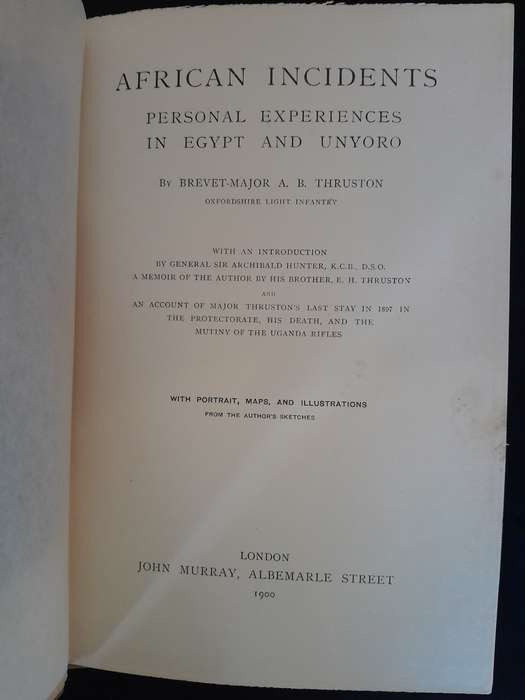 AFRICAN INCIDENTS
PERSONAL EXPERIENCES
IN EGYPT AND UNYORO
BY BREVET-MAJOR A. B. THRUSTON
OXFORDSHIRE LIGHT INFANTRY
WITH AN INTRODUCTION
BY GENERAL SIR ARCHIBALD HUNTER, K.C.B., D.S.O.
A MEMOIR OF THE AUTHOR BY HIS BROTHER, E. H. THRUSTON
AND
AN ACCOUNT OF MAJOR THRUSTON'S LAST STAY IN 1897 IN
THE PROTECTORATE, HIS DEATH, AND THE
MUTINY OF THE UGANDA RIFLES
WITH PORTRAIT, MAPS, AND ILLUSTRATIONS
FROM THE AUTHOR'S SKETCHES
LONDON
JOHN MURRAY, ALBEMARLE STREET
1900